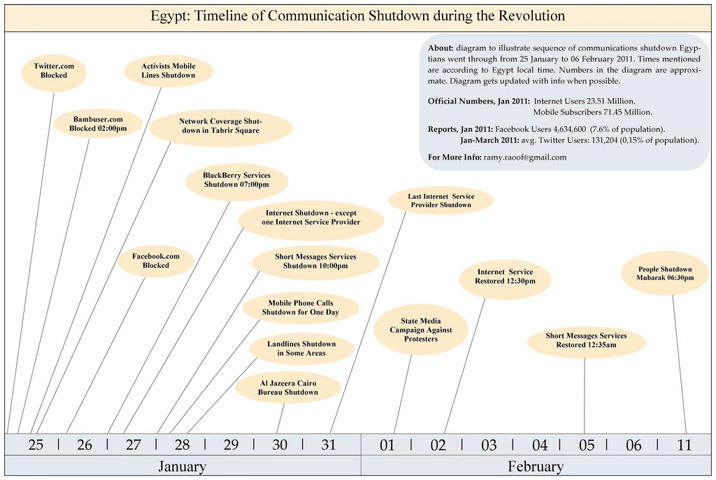 Egypt: Timeline of Communication Shutdown during the Revolution
About: diagram to illustrate sequence of communications shutdown Egyp-
tians went through from 25 January to 06 February 2011. Times mentioned
are according to Egypt local time. Numbers in the diagram are approxi-
mate. Diagram gets updated with info when possible.
Official Numbers, Jan 2011: Internet Users 23.51 Million.
Mobile Subscribers 71.45 Million.
Reports, Jan 2011: Facebook Users 4,634,600 (7.6% of population).
Jan-March 2011: avg. Twitter Users: 131,204 (0,15% of population).
For More Info: ramy.raoof@gmail.com
Twitter.com
Blocked
Activists Mobile
Lines Shutdown
Bambuser.com
Blocked 02:00pm
Network Coverage Shut-
down in Tahrir Square
BlackBerry Services
Shutdown 07:00pm
Internet Shutdown - except
one Internet Service Provider
Facebook.com
Blocked
Short Messages Services
Shutdown 10:00pm
Mobile Phone Calls
Shutdown for One Day
Landlines Shutdown
in Some Areas
Al Jazeera Cairo
Bureau Shutdown
Last Internet Service
Provider Shutdown
State Media
Campaign Against
Protesters
Internet Service
Restored 12:30pm
Short Messages Services
Restored 12:35am
People Shutdown
Mubarak 06:30pm
25 | 26 | 27 | 28 | 29 | 30 | 31 01 | 02 | 03 | 04 | 05 | 06 | 11
January February